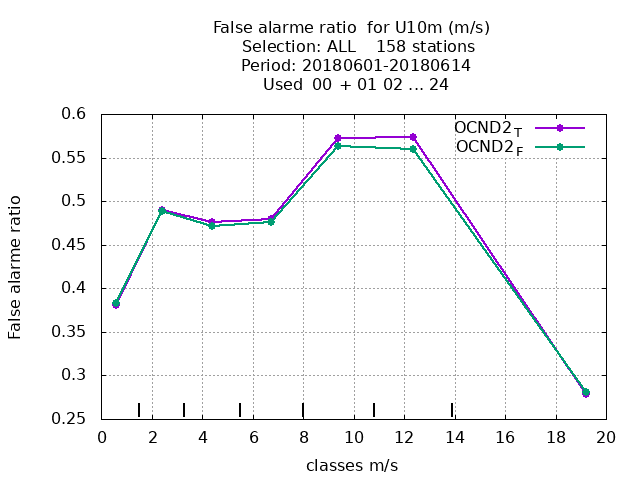 False alarme ratio  for U10m (m/s)
Selection: ALL    158 stations
Period: 20180601-20180614
Used  00 + 01 02 ... 24
0.6
0.55
0.5
0.45
0.4
0.35
0.3
0.25
False alarme ratio
OCND2_T
OCND2_F
0 2 4 6 8 10 12 14 16 18 20
classes m/s